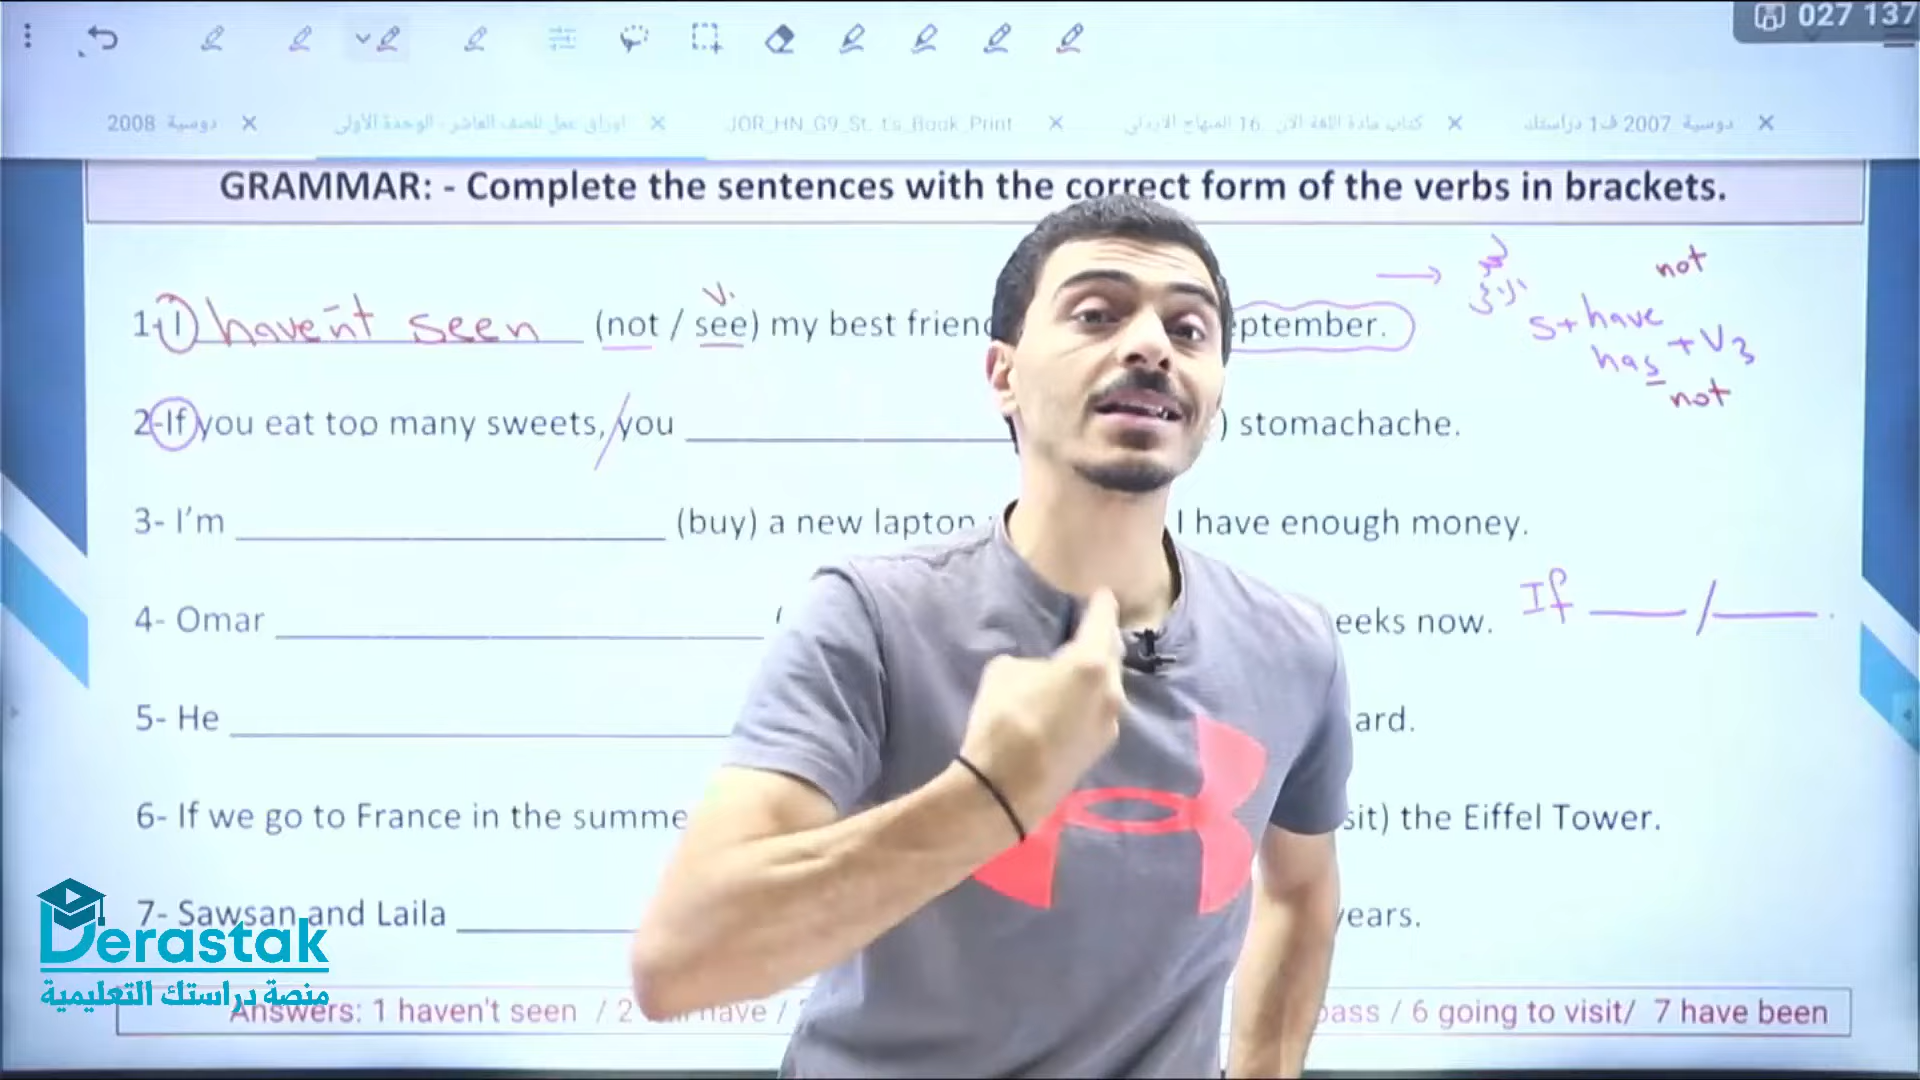 027 137
دوسية 2008
اوراق عمل للصف العاشر - الوحدة الأولى
JOR_HN_G9_St. ts_Book_Print
كتاب مادة اللغة الان 16 المنهاج الاردني
دوسية 2007 ف1 دراستك
GRAMMAR: - Complete the sentences with the correct form of the verbs in brackets.
not
1- I haven't seen (not / see) my best frien ptember.
v.
S+ have
has + V3
not
2-If you eat too many sweets, you ) stomachache.
3- I'm (buy) a new lapto I have enough money.
4- Omar eeks now.
If / .
5- He ard.
6- If we go to France in the summe sit) the Eiffel Tower.
7- Sawsan and Laila years.
Derastak
منصة دراستك التعليمية
Answers: 1 haven't seen / 2 have / pass / 6 going to visit/ 7 have been